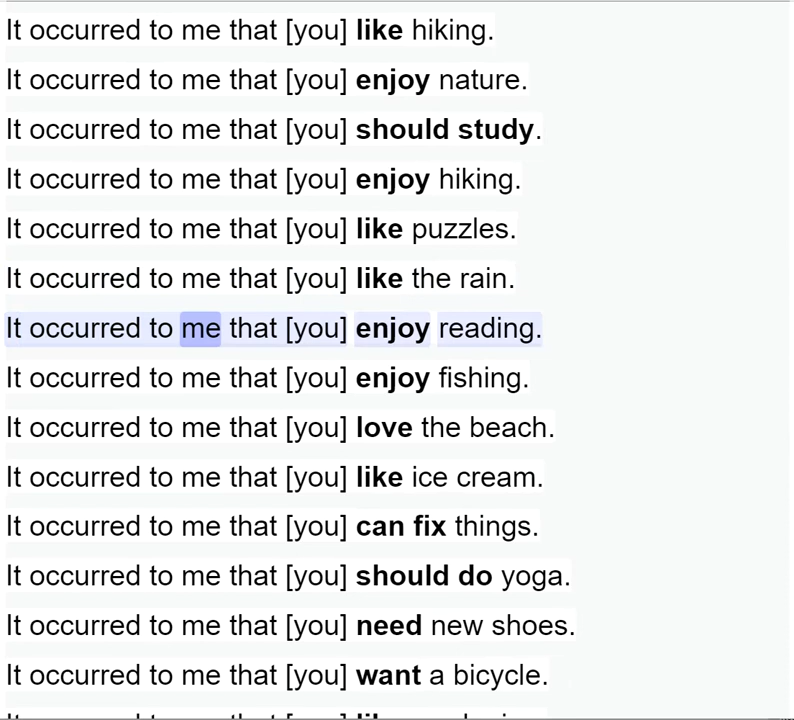 It occurred to me that [you] like hiking.
It occurred to me that [you] enjoy nature.
It occurred to me that [you] should study.
It occurred to me that [you] enjoy hiking.
It occurred to me that [you] like puzzles.
It occurred to me that [you] like the rain.
It occurred to me that [you] enjoy reading.
It occurred to me that [you] enjoy fishing.
It occurred to me that [you] love the beach.
It occurred to me that [you] like ice cream.
It occurred to me that [you] can fix things.
It occurred to me that [you] should do yoga.
It occurred to me that [you] need new shoes.
It occurred to me that [you] want a bicycle.